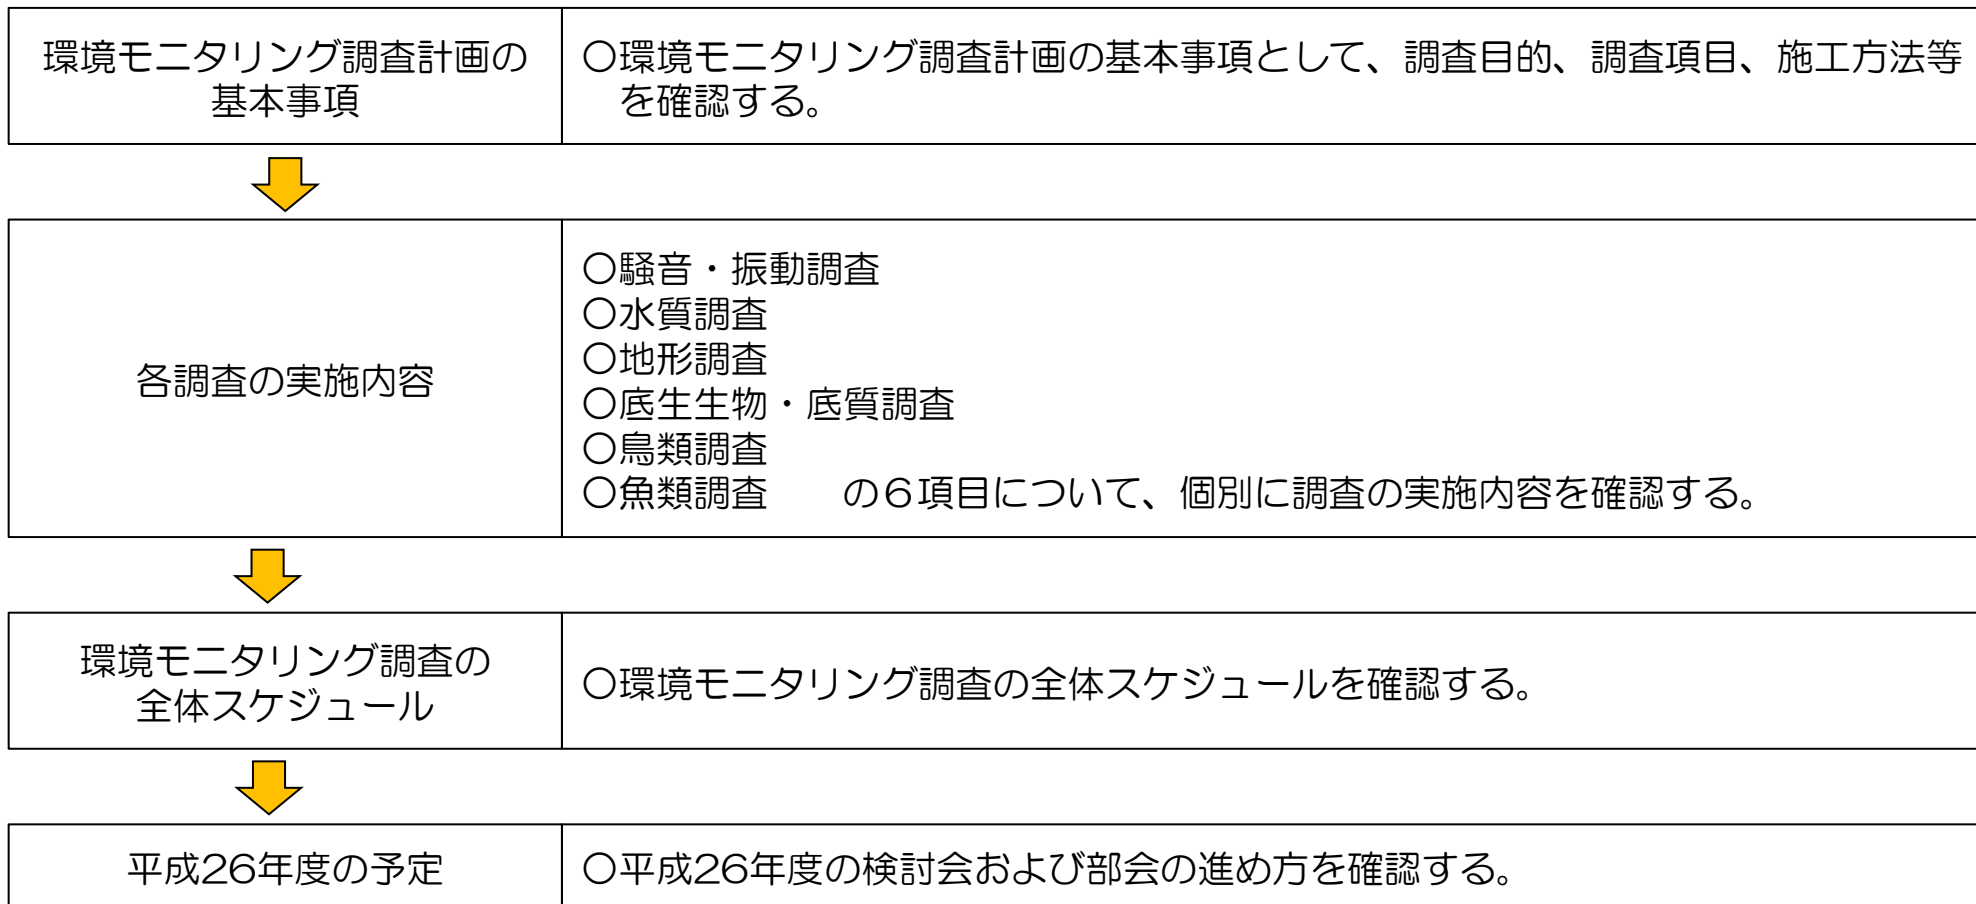 環境モニタリング調査計画の
基本事項
〇環境モニタリング調査計画の基本事項として、調査目的、調査項目、施工方法等
を確認する。
各調査の実施内容
〇騒音・振動調査
〇水質調査
〇地形調査
〇底生生物・底質調査
〇鳥類調査
〇魚類調査　　の６項目について、個別に調査の実施内容を確認する。
環境モニタリング調査の
全体スケジュール
〇環境モニタリング調査の全体スケジュールを確認する。
平成26年度の予定
〇平成26年度の検討会および部会の進め方を確認する。